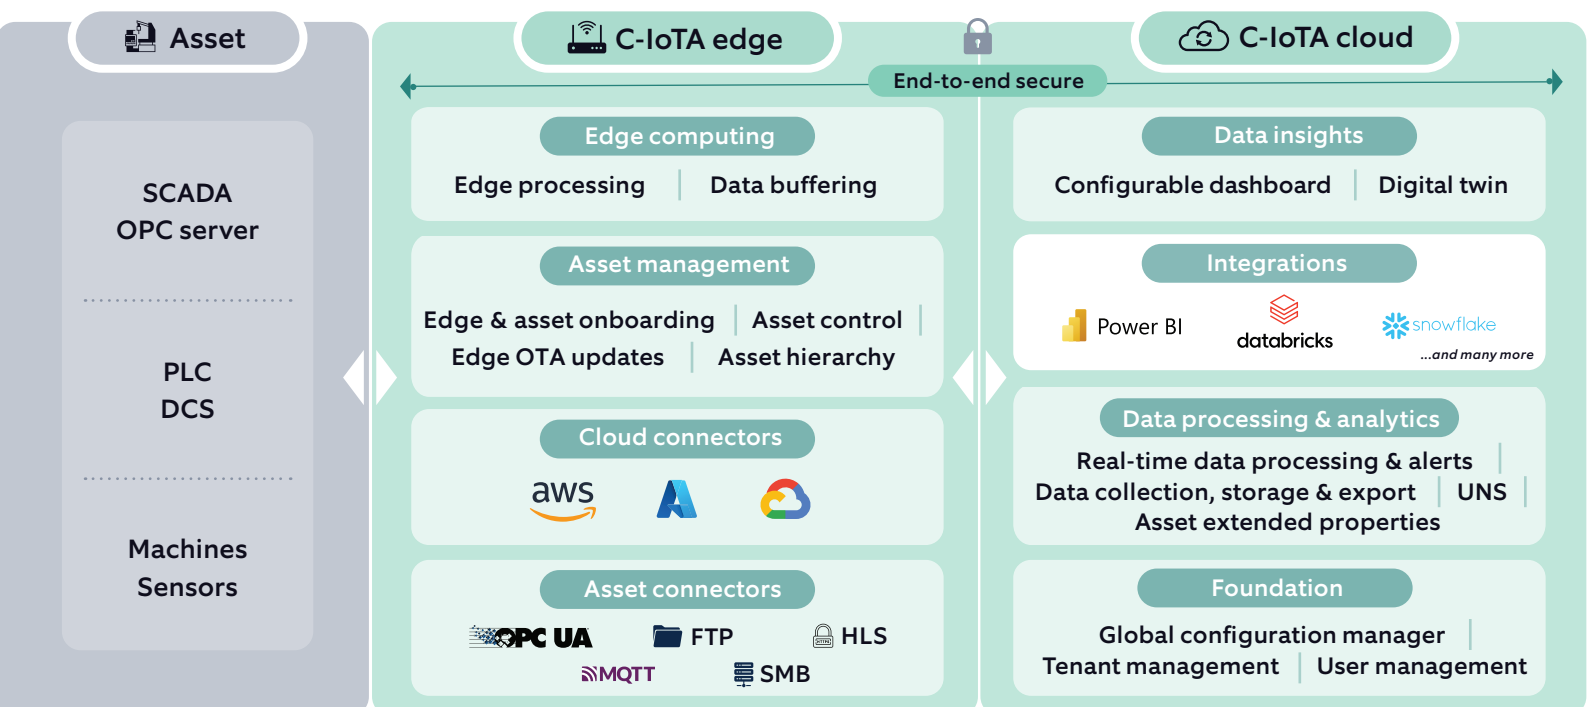 Asset
SCADA
OPC server
PLC
DCS
Machines
Sensors
C-IoTA edge
C-IoTA cloud
End-to-end secure
Edge computing
Edge processing | Data buffering
Asset management
Edge & asset onboarding | Asset control |
Edge OTA updates | Asset hierarchy
Cloud connectors
aws
Asset connectors
OPC UA FTP HTTPS HLS
MQTT SMB
Data insights
Configurable dashboard | Digital twin
Integrations
Power BI databricks snowflake
...and many more
Data processing & analytics
Real-time data processing & alerts |
Data collection, storage & export | UNS |
Asset extended properties
Foundation
Global configuration manager |
Tenant management | User management